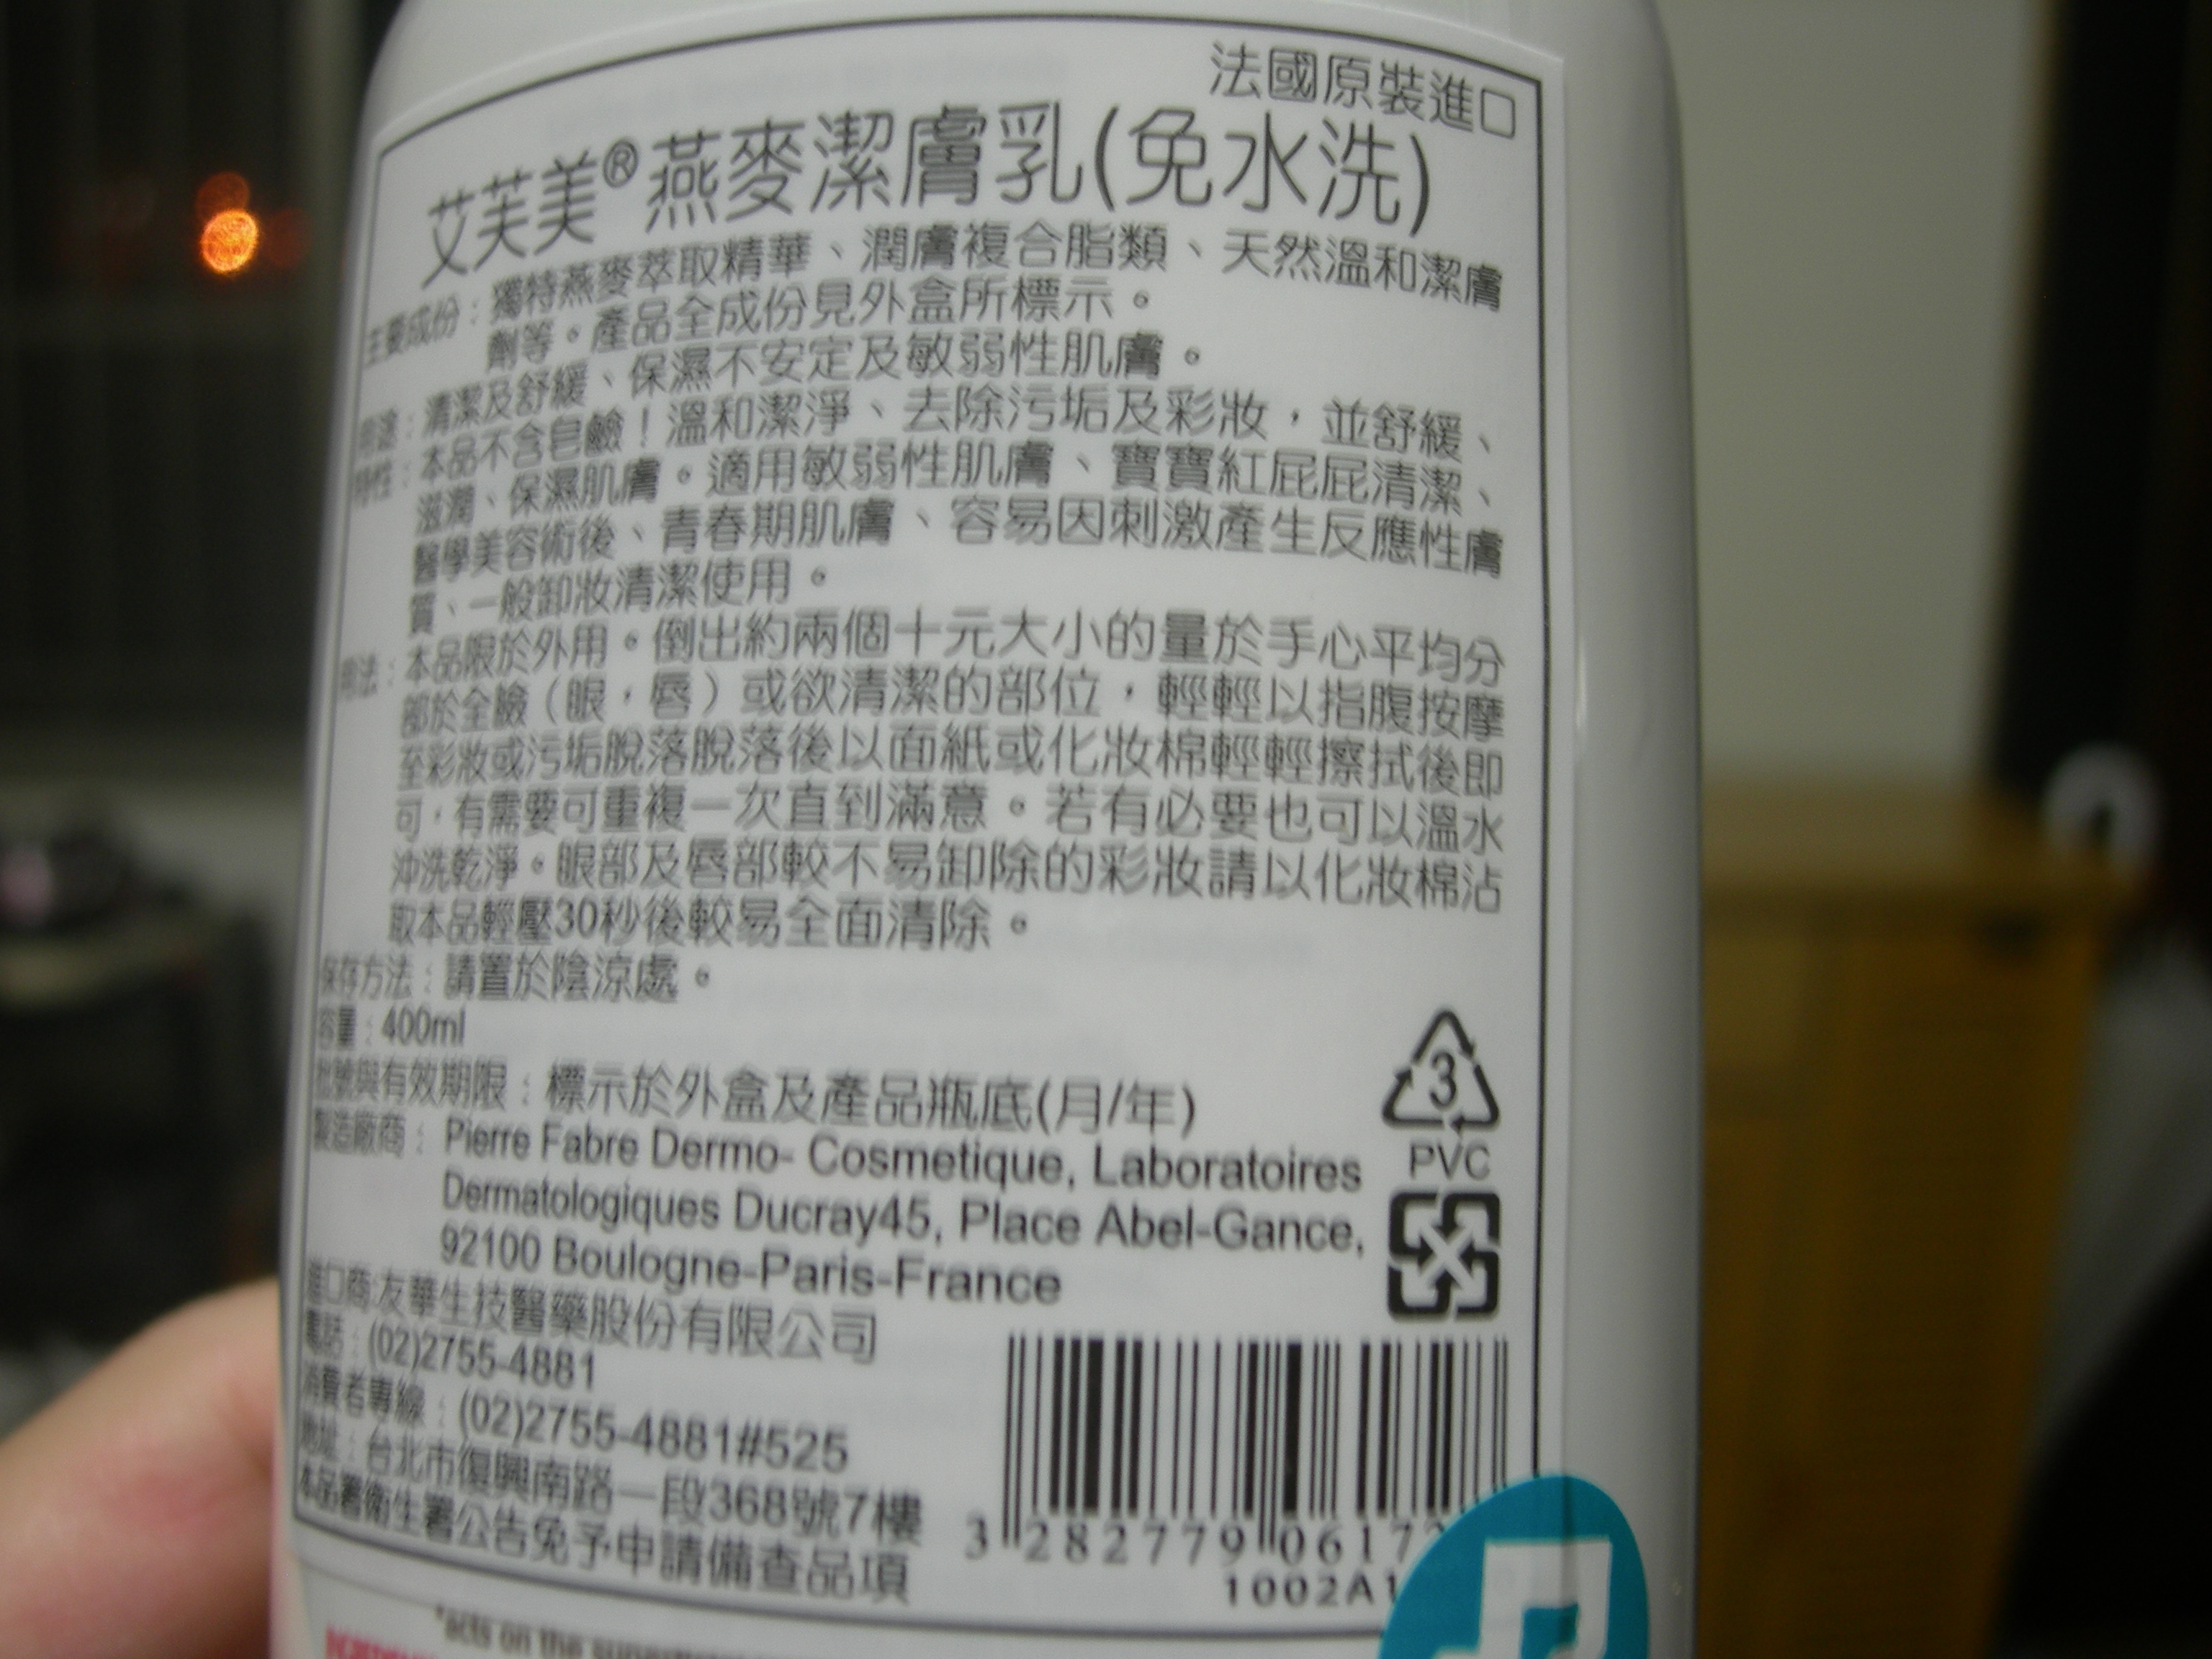 法國原裝進口
艾芙美®燕麥潔膚乳(免水洗)
主要成份：獨特燕麥萃取精華、潤膚複合脂類、天然溫和潔膚
劑等。產品全成份見外盒所標示。
用途：清潔及舒緩、保濕不安定及敏弱性肌膚。
特性：本品不含皂鹼！溫和潔淨、去除污垢及彩妝，並舒緩、
滋潤、保濕肌膚。適用敏弱性肌膚、寶寶紅屁屁清潔、
醫學美容術後、青春期肌膚、容易因刺激產生反應性膚
質、一般卸妝清潔使用。
用法：本品限於外用。倒出約兩個十元大小的量於手心平均分
部於全臉（眼，唇）或欲清潔的部位，輕輕以指腹按摩
至彩妝或污垢脫落脫落後以面紙或化妝棉輕輕擦拭後即
可，有需要可重複一次直到滿意。若有必要也可以溫水
沖洗乾淨。眼部及唇部較不易卸除的彩妝請以化妝棉沾
取本品輕壓30秒後較易全面清除。
保存方法：請置於陰涼處。
容量：400ml
批號與有效期限：標示於外盒及產品瓶底(月/年)
製造廠商：Pierre Fabre Dermo- Cosmetique, Laboratoires
Dermatologiques Ducray45, Place Abel-Gance,
92100 Boulogne-Paris-France
3
PVC
進口商:友華生技醫藥股份有限公司
電話：(02)2755-4881
消費者專線：(02)2755-4881#525
地址：台北市復興南路一段368號7樓
本品署衛生署公告免予申請備查品項
3 282779 0617
1002A1
*acts on the